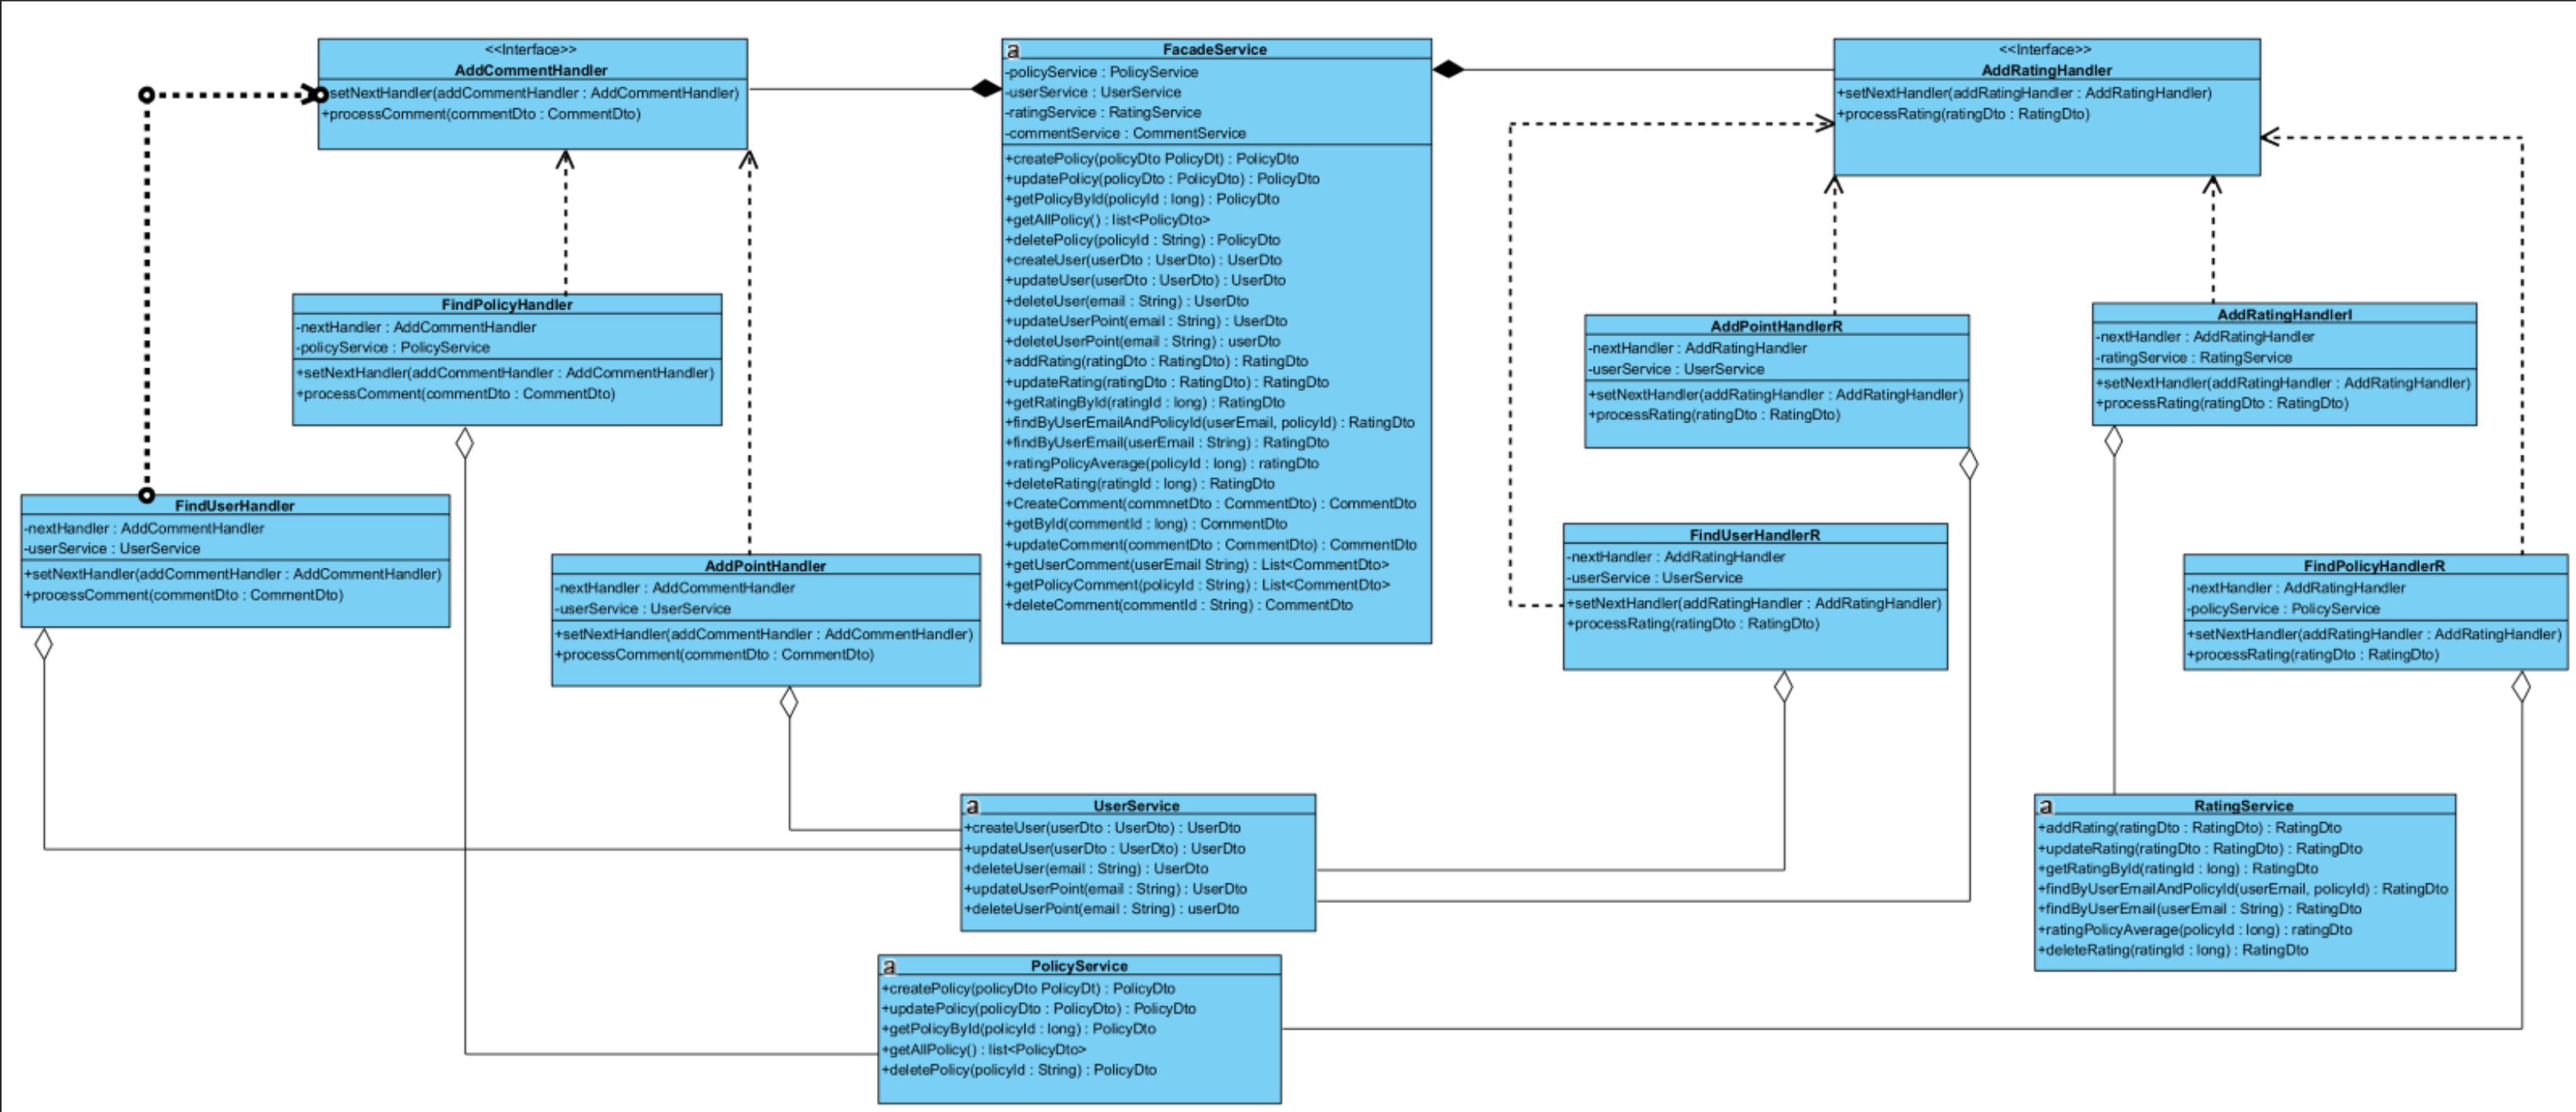 <<Interface>>
AddCommentHandler
+setNextHandler(addCommentHandler : AddCommentHandler)
+processComment(commentDto : CommentDto)
a
FacadeService
-policyService : PolicyService
-userService : UserService
-ratingService : RatingService
-commentService : CommentService
+createPolicy(policyDto PolicyDt) : PolicyDto
+updatePolicy(policyDto : PolicyDto) : PolicyDto
+getPolicyById(policyId : long) : PolicyDto
+getAllPolicy() : list<PolicyDto>
+deletePolicy(policyId : String) : PolicyDto
+createUser(userDto : UserDto) : UserDto
+updateUser(userDto : UserDto) : UserDto
+deleteUser(email : String) : UserDto
+updateUserPoint(email : String) : UserDto
+deleteUserPoint(email : String) : userDto
+addRating(ratingDto : RatingDto) : RatingDto
+updateRating(ratingDto : RatingDto) : RatingDto
+getRatingById(ratingId : long) : RatingDto
+findByUserEmailAndPolicyId(userEmail, policyId) : RatingDto
+findByUserEmail(userEmail : String) : RatingDto
+ratingPolicyAverage(policyId : long) : ratingDto
+deleteRating(ratingId : long) : RatingDto
+CreateComment(commnetDto : CommentDto) : CommentDto
+getById(commentId : long) : CommentDto
+updateComment(commentDto : CommentDto) : CommentDto
+getUserComment(userEmail String) : List<CommentDto>
+getPolicyComment(policyId : String) : List<CommentDto>
+deleteComment(commentId : String) : CommentDto
<<Interface>>
AddRatingHandler
+setNextHandler(addRatingHandler : AddRatingHandler)
+processRating(ratingDto : RatingDto)
FindPolicyHandler
-nextHandler : AddCommentHandler
-policyService : PolicyService
+setNextHandler(addCommentHandler : AddCommentHandler)
+processComment(commentDto : CommentDto)
AddPointHandlerR
-nextHandler : AddRatingHandler
-userService : UserService
+setNextHandler(addRatingHandler : AddRatingHandler)
+processRating(ratingDto : RatingDto)
AddRatingHandlerI
-nextHandler : AddRatingHandler
-ratingService : RatingService
+setNextHandler(addRatingHandler : AddRatingHandler)
+processRating(ratingDto : RatingDto)
FindUserHandler
-nextHandler : AddCommentHandler
-userService : UserService
+setNextHandler(addCommentHandler : AddCommentHandler)
+processComment(commentDto : CommentDto)
AddPointHandler
-nextHandler : AddCommentHandler
-userService : UserService
+setNextHandler(addCommentHandler : AddCommentHandler)
+processComment(commentDto : CommentDto)
FindUserHandlerR
-nextHandler : AddRatingHandler
-userService : UserService
+setNextHandler(addRatingHandler : AddRatingHandler)
+processRating(ratingDto : RatingDto)
FindPolicyHandlerR
-nextHandler : AddRatingHandler
-policyService : PolicyService
+setNextHandler(addRatingHandler : AddRatingHandler)
+processRating(ratingDto : RatingDto)
a
UserService
+createUser(userDto : UserDto) : UserDto
+updateUser(userDto : UserDto) : UserDto
+deleteUser(email : String) : UserDto
+updateUserPoint(email : String) : UserDto
+deleteUserPoint(email : String) : userDto
a
RatingService
+addRating(ratingDto : RatingDto) : RatingDto
+updateRating(ratingDto : RatingDto) : RatingDto
+getRatingById(ratingId : long) : RatingDto
+findByUserEmailAndPolicyId(userEmail, policyId) : RatingDto
+findByUserEmail(userEmail : String) : RatingDto
+ratingPolicyAverage(policyId : long) : ratingDto
+deleteRating(ratingId : long) : RatingDto
a
PolicyService
+createPolicy(policyDto PolicyDt) : PolicyDto
+updatePolicy(policyDto : PolicyDto) : PolicyDto
+getPolicyById(policyId : long) : PolicyDto
+getAllPolicy() : list<PolicyDto>
+deletePolicy(policyId : String) : PolicyDto